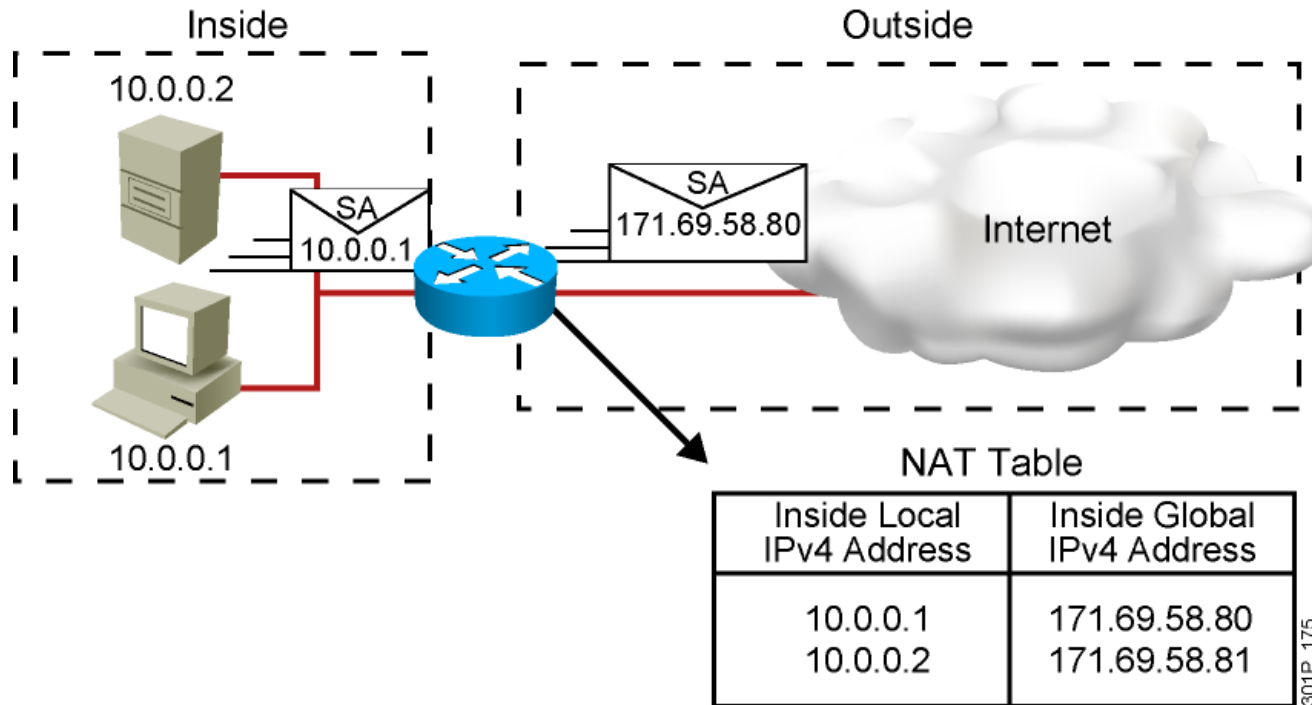 Inside
Outside
10.0.0.2
SA
10.0.0.1
SA
171.69.58.80
Internet
10.0.0.1
NAT Table
Inside Local
IPv4 Address
Inside Global
IPv4 Address
10.0.0.1
171.69.58.80
10.0.0.2
171.69.58.81
301P_175